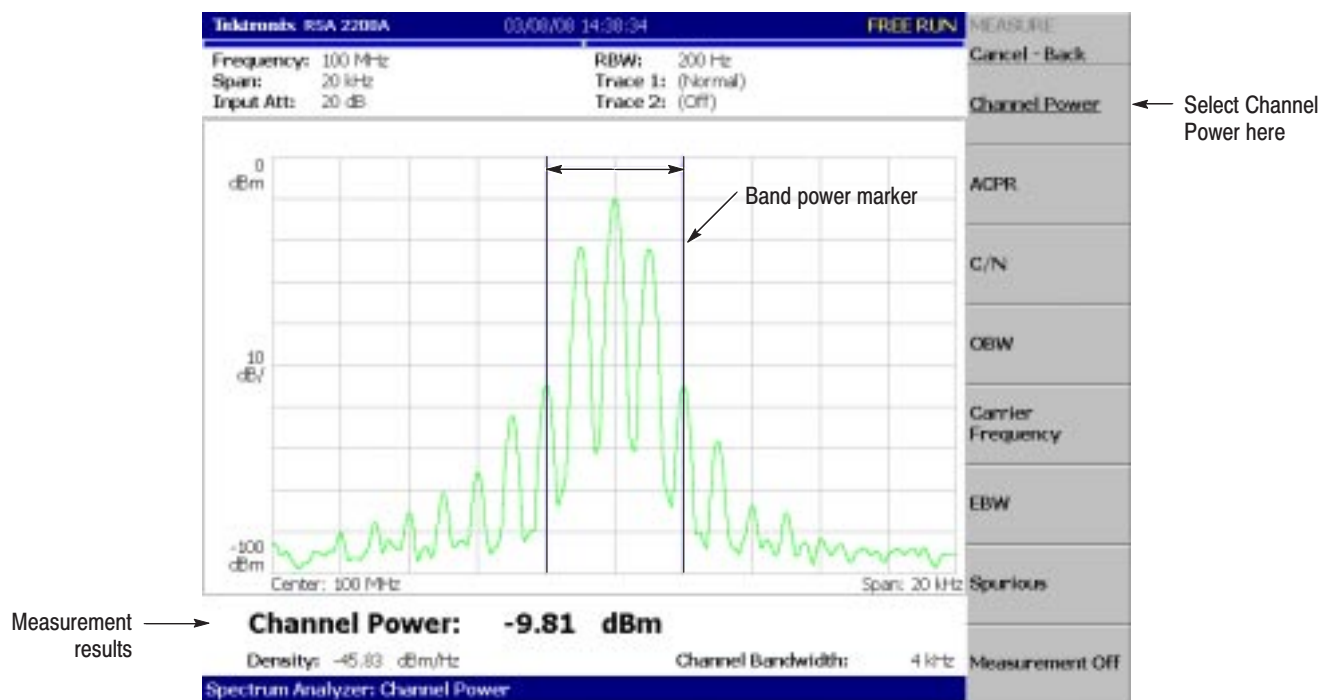 Tektronix RSA 2208A 03/08/08 14:38:34 FREE RUN
Frequency: 100 MHz
Span: 20 kHz
Input Att: 20 dB
RBW: 200 Hz
Trace 1: (Normal)
Trace 2: (Off)
MEASURE
Cancel - Back
Channel Power
ACPR
C/N
OBW
Carrier
Frequency
EBW
Spurious
Measurement Off
Select Channel
Power here
0
dBm
Band power marker
10
dB/
-100
dBm
Center: 100 MHz
Span: 20 kHz
Measurement
results
Channel Power: -9.81 dBm
Density: -45.83 dBm/Hz
Channel Bandwidth: 4 kHz
Spectrum Analyzer: Channel Power